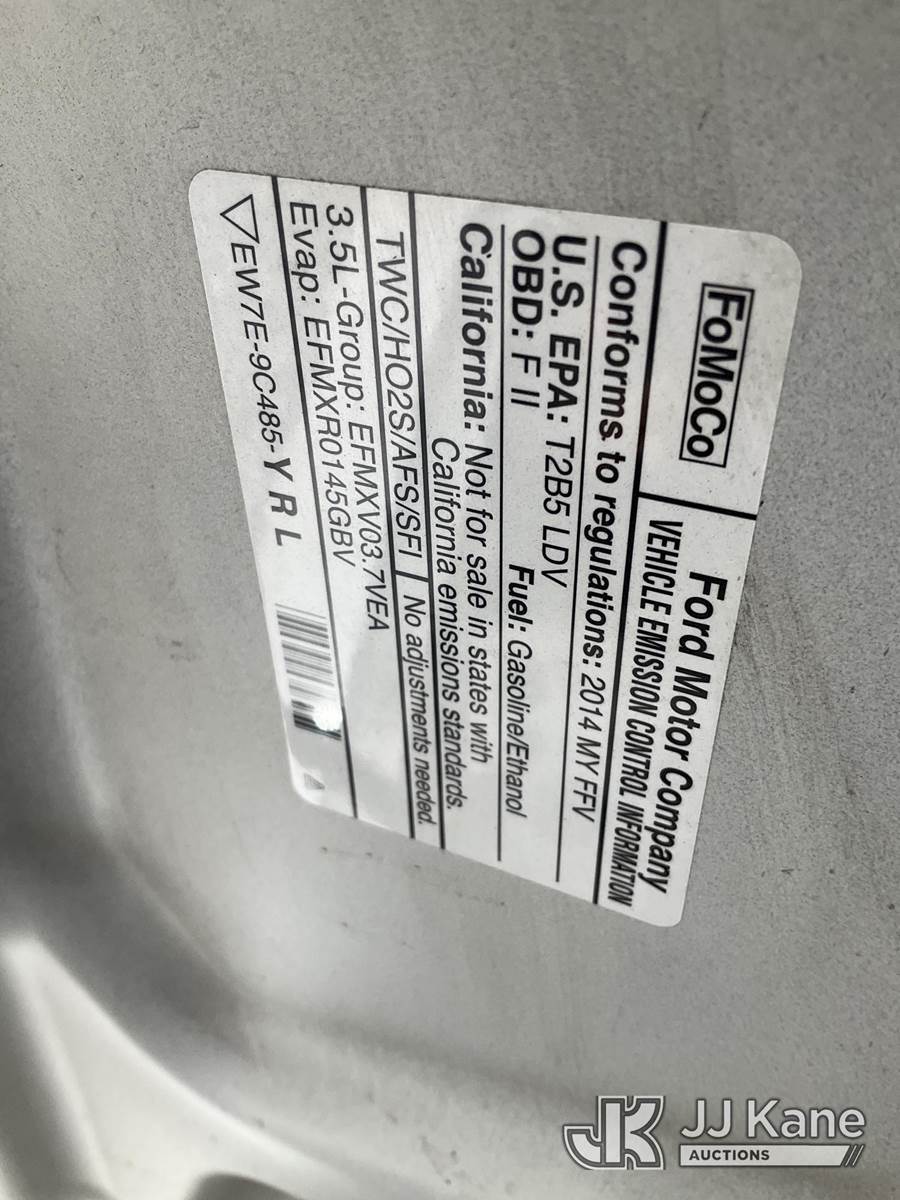 FoMoCo
Ford Motor Company
VEHICLE EMISSION CONTROL INFORMATION
Conforms to regulations: 2014 MY FFV
U.S. EPA: T2B5 LDV
OBD: F II Fuel: Gasoline/Ethanol
California: Not for sale in states with
California emissions standards.
TWC/HO2S/AFS/SFI No adjustments needed.
3.5L-Group: EFMXV03.7VEA
Evap: EFMXR0145GBV
EW7E-9C485-Y R L
JK JJ Kane
AUCTIONS